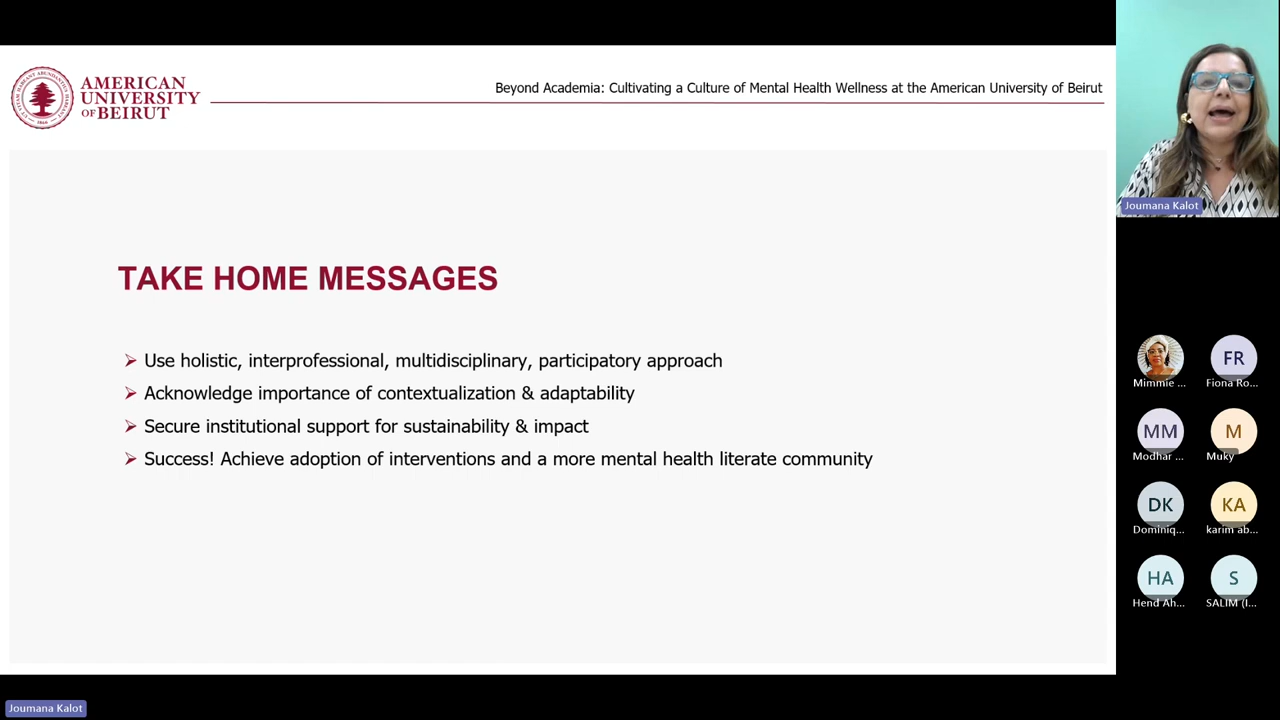 AMERICAN
UNIVERSITY
OF BEIRUT
Beyond Academia: Cultivating a Culture of Mental Health Wellness at the American University of Beirut
TAKE HOME MESSAGES
➢ Use holistic, interprofessional, multidisciplinary, participatory approach
➢ Acknowledge importance of contextualization & adaptability
➢ Secure institutional support for sustainability & impact
➢ Success! Achieve adoption of interventions and a more mental health literate community
Joumana Kalot
Mimmie ...
FR
Fiona Ro...
MM
Modhar ...
M
Muky
DK
Dominiq...
KA
karim ab...
HA
Hend Ah...
S
SALIM (I...
Joumana Kalot